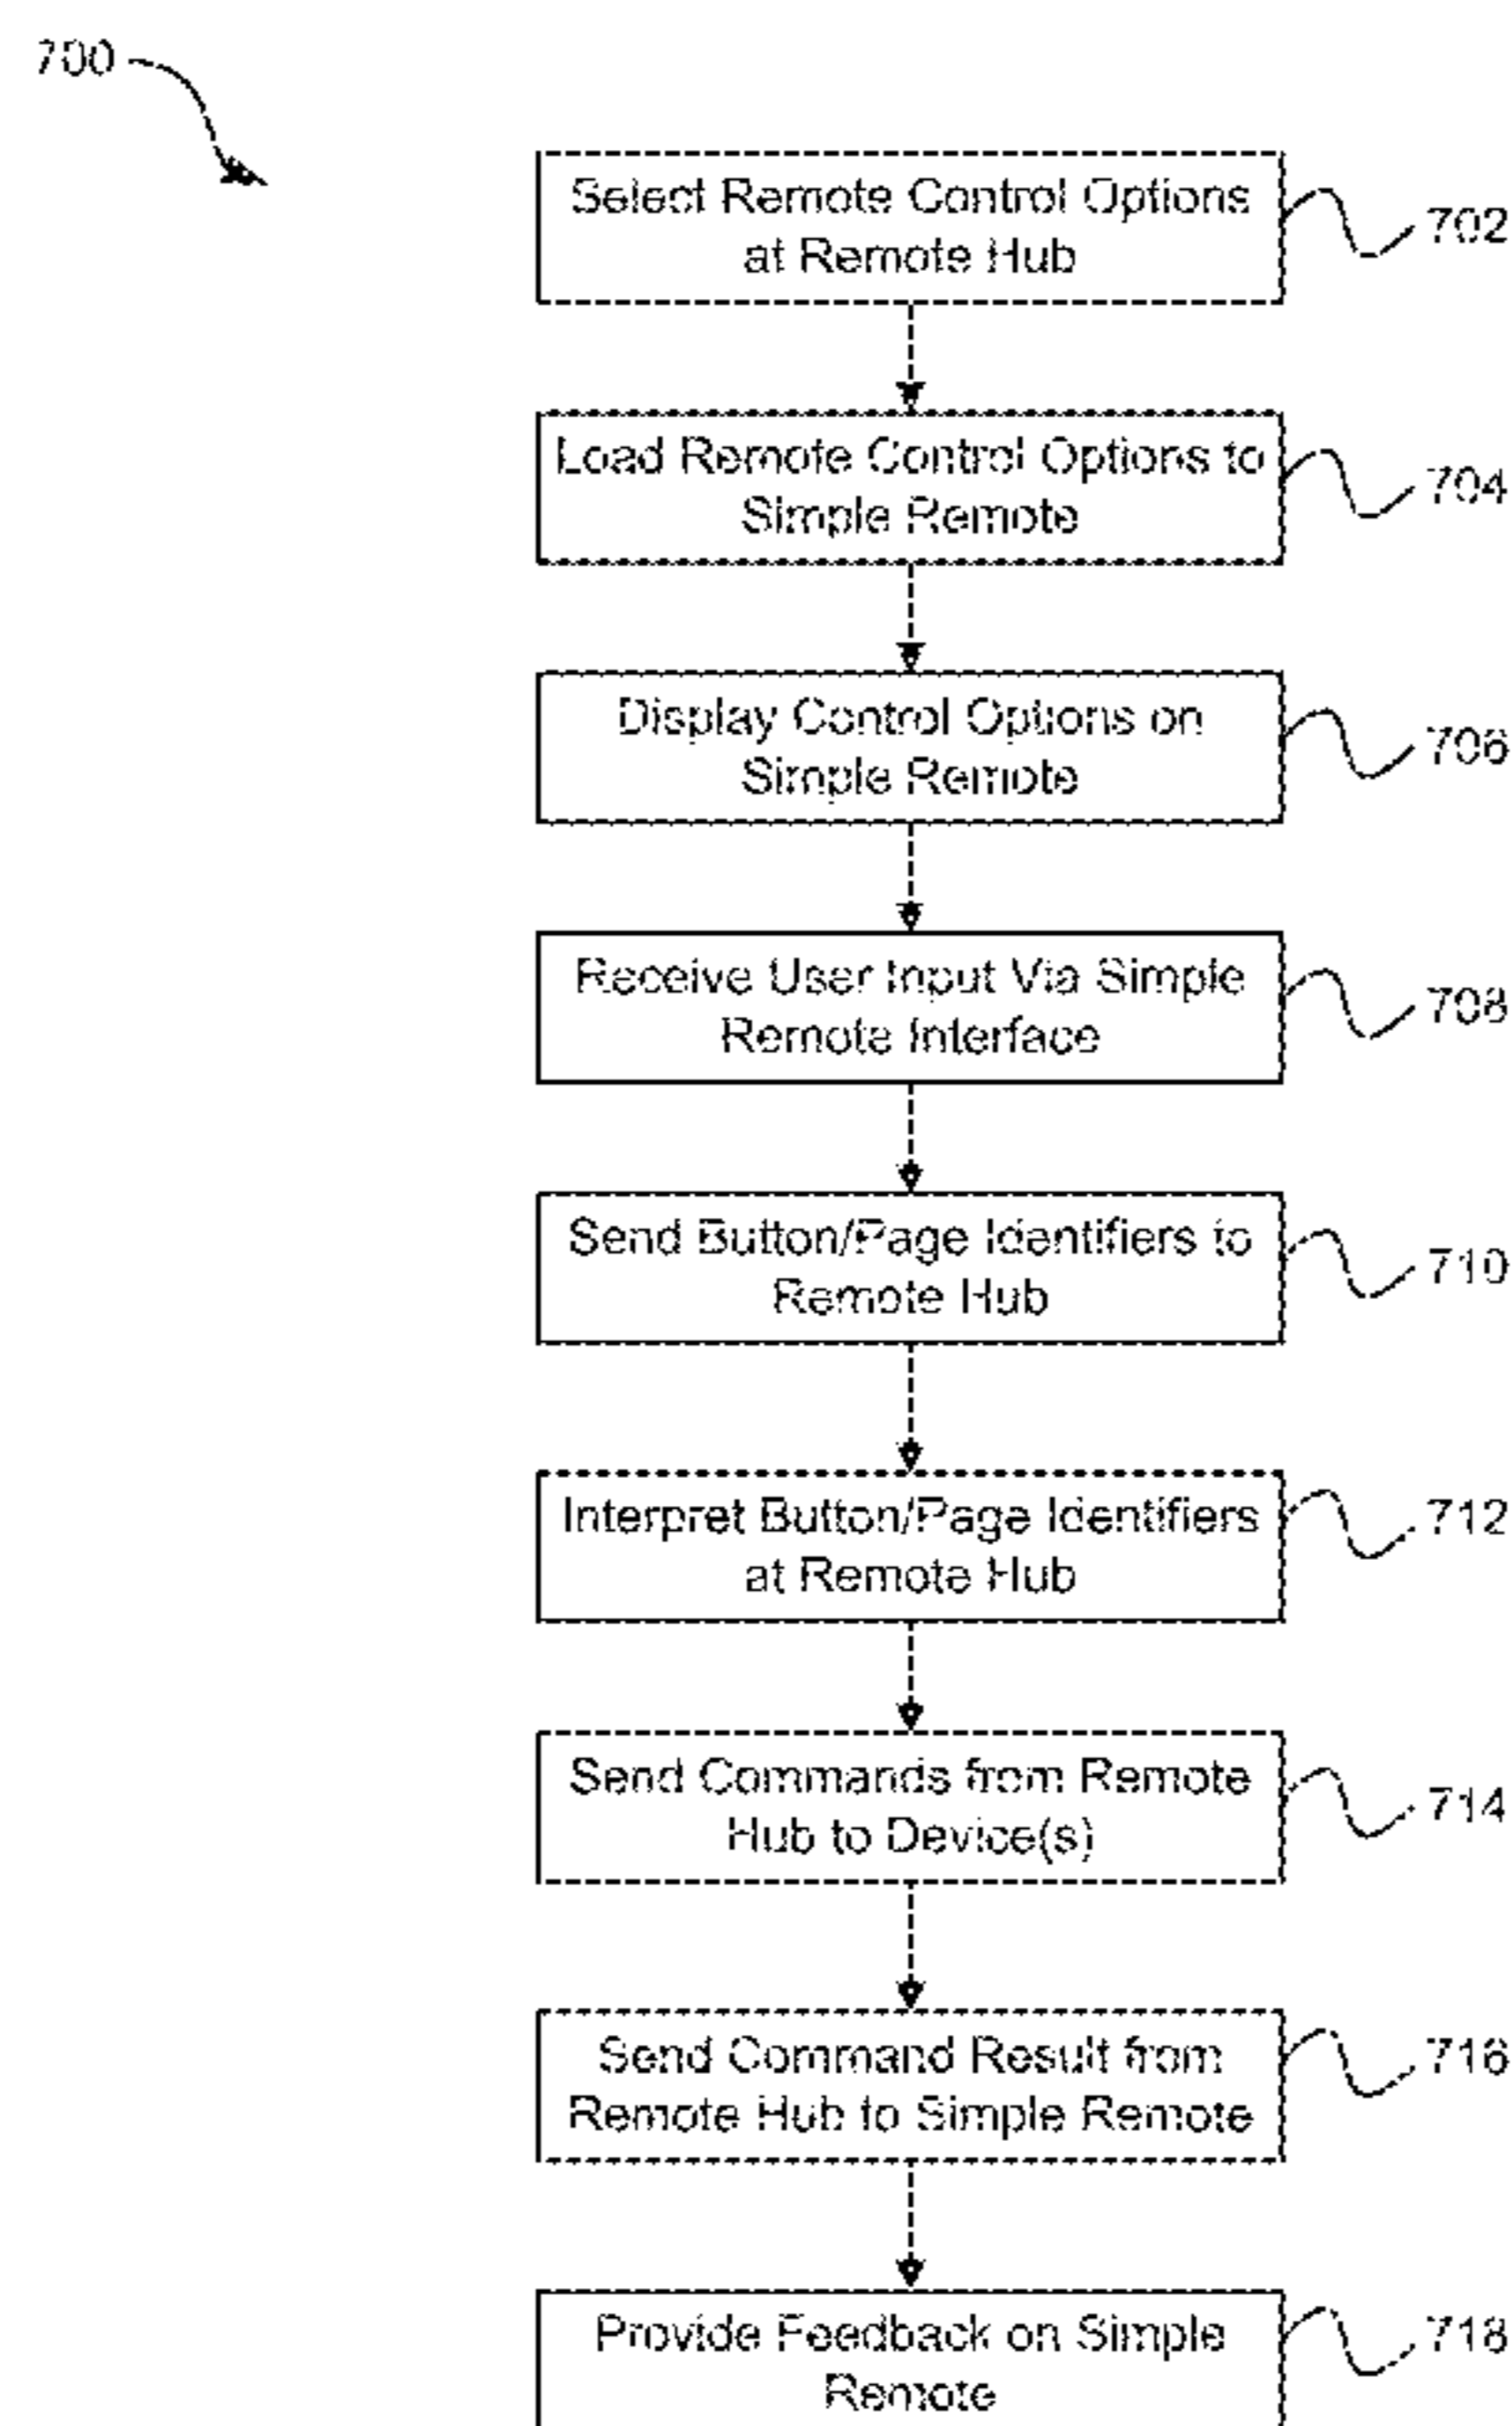 700
Select Remote Control Options
at Remote Hub
702
Load Remote Control Options to
Simple Remote
704
Display Control Options on
Simple Remote
706
Receive User Input Via Simple
Remote Interface
708
Send Button/Page Identifiers to
Remote Hub
710
Interpret Button/Page Identifiers
at Remote Hub
712
Send Commands from Remote
Hub to Device(s)
714
Send Command Result from
Remote Hub to Simple Remote
716
Provide Feedback on Simple
Remote
718